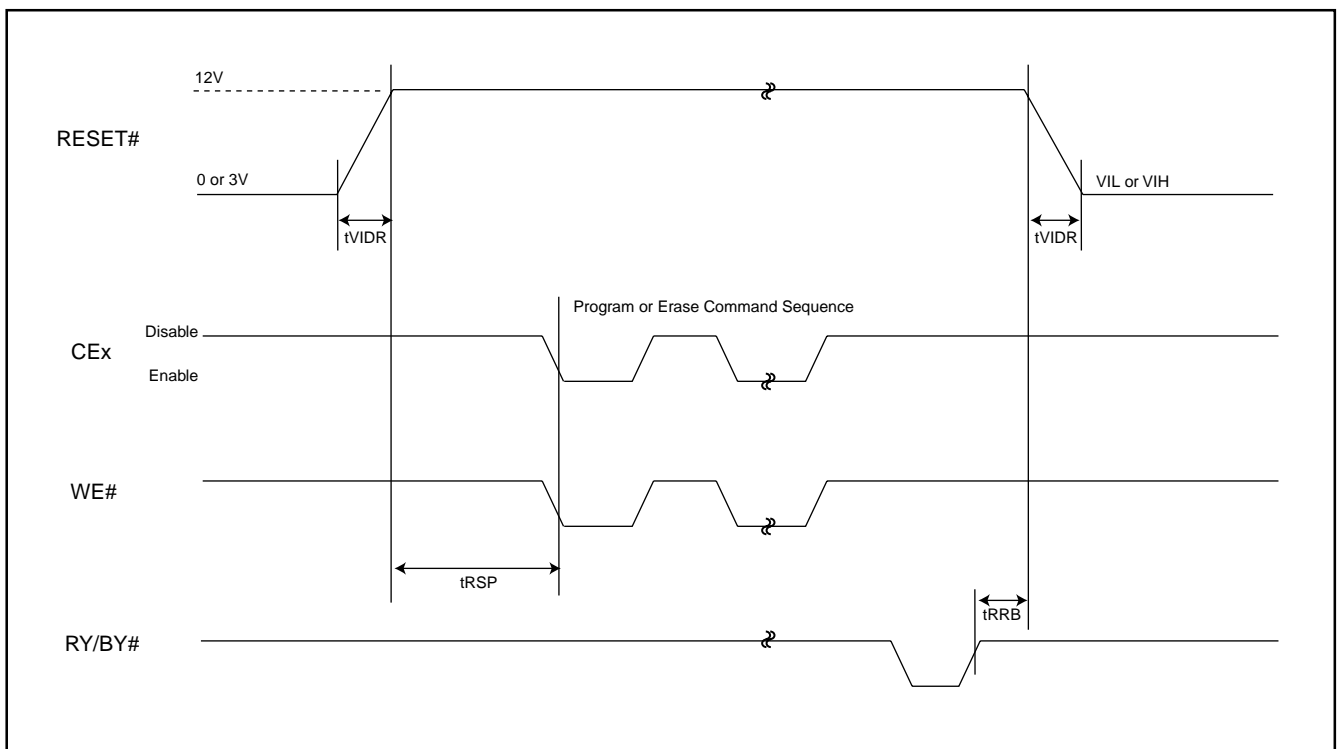 12V
RESET#
0 or 3V
VIL or VIH
tVIDR
tVIDR
Program or Erase Command Sequence
Disable
CEx
Enable
WE#
tRSP
tRRB
RY/BY#